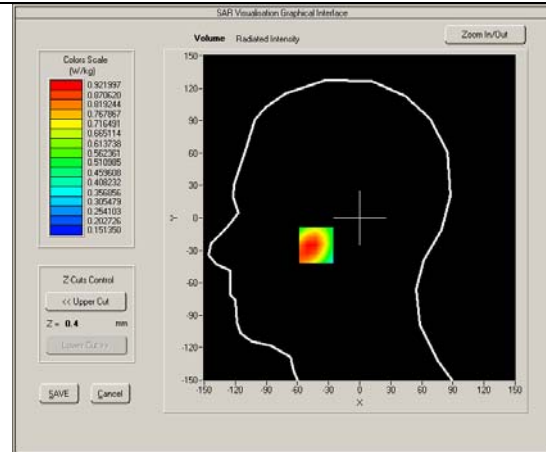 SAR Visualisation Graphical Interface
Volume Radiated Intensity
Zoom In/Out
Colors Scale
(W/kg)
0.921997
0.870620
0.819244
0.767867
0.716491
0.665114
0.613738
0.562361
0.510985
0.459608
0.408232
0.356856
0.305479
0.254103
0.202726
0.151350
Z Cuts Control
<< Upper Cut
Z = 0.4 mm
Lower Cut >>
SAVE Cancel
150-
120-
90-
60-
30-
Y 0-
-30-
-60-
-90-
-120-
-150-
-150 -120 -90 -60 -30 0 30 60 90 120 150
X